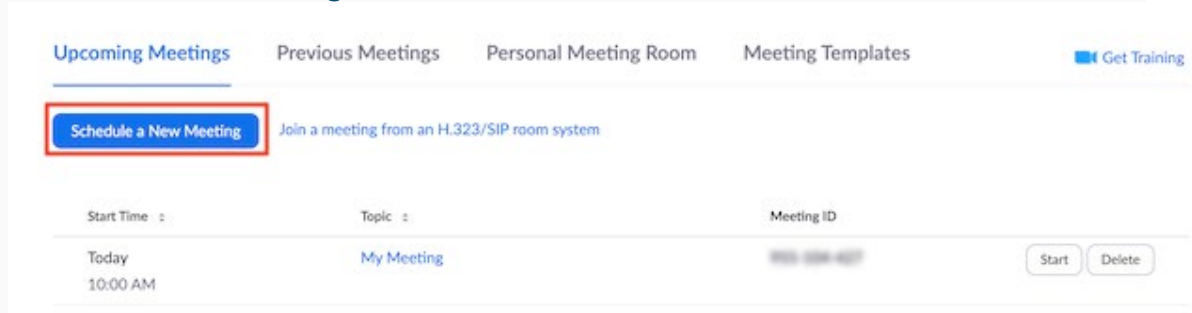 Upcoming Meetings Previous Meetings Personal Meeting Room Meeting Templates Get Training
Schedule a New Meeting Join a meeting from an H.323/SIP room system
Start Time Topic Meeting ID
Today My Meeting Start Delete
10:00 AM